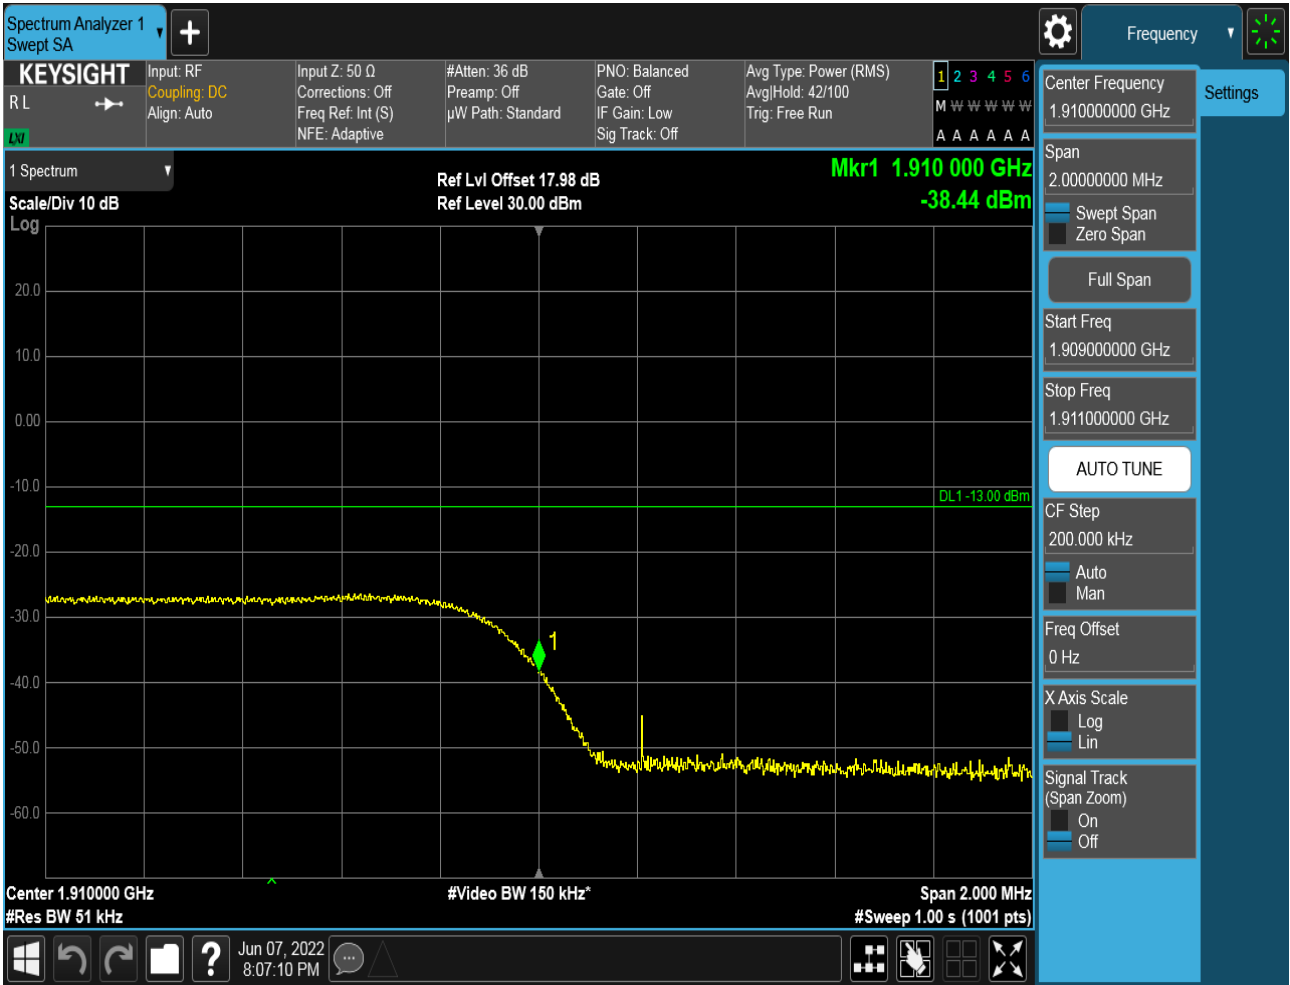 Spectrum Analyzer 1
Swept SA
Frequency
KEYSIGHT
R L
LXI
Input: RF
Coupling: DC
Align: Auto
Input Z: 50 Ω
Corrections: Off
Freq Ref: Int (S)
NFE: Adaptive
#Atten: 36 dB
Preamp: Off
µW Path: Standard
PNO: Balanced
Gate: Off
IF Gain: Low
Sig Track: Off
Avg Type: Power (RMS)
Avg|Hold: 42/100
Trig: Free Run
1 2 3 4 5 6
M W W W W W
A A A A A A
1 Spectrum
Scale/Div 10 dB
Log
Ref Lvl Offset 17.98 dB
Ref Level 30.00 dBm
Mkr1 1.910 000 GHz
-38.44 dBm
20.0
10.0
0.00
-10.0
-20.0
-30.0
-40.0
-50.0
-60.0
DL1 -13.00 dBm
1
Center 1.910000 GHz
#Res BW 51 kHz
#Video BW 150 kHz*
Span 2.000 MHz
#Sweep 1.00 s (1001 pts)
Center Frequency
1.910000000 GHz
Span
2.00000000 MHz
Swept Span
Zero Span
Full Span
Start Freq
1.909000000 GHz
Stop Freq
1.911000000 GHz
AUTO TUNE
CF Step
200.000 kHz
Auto
Man
Freq Offset
0 Hz
X Axis Scale
Log
Lin
Signal Track
(Span Zoom)
On
Off
Settings
?
Jun 07, 2022
8:07:10 PM